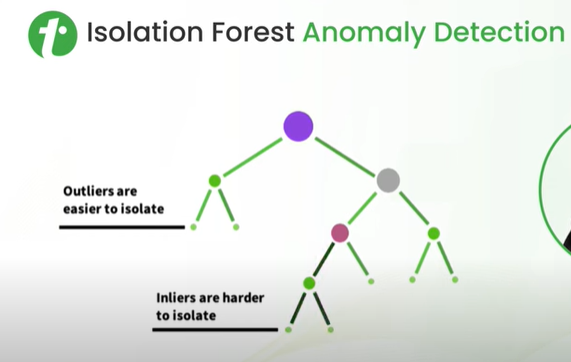 Isolation Forest Anomaly Detection
Outliers are
easier to isolate
Inliers are harder
to isolate